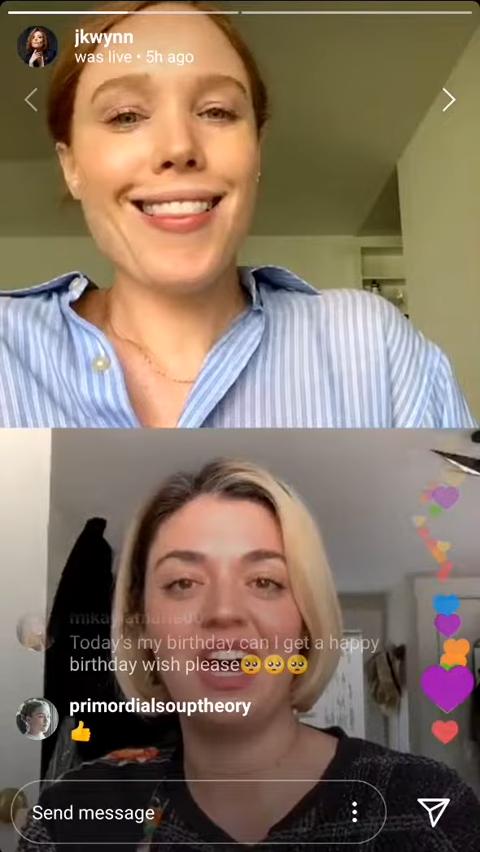 jkwynn
was live • 5h ago
Today's my birthday can I get a happy
birthday wish please🥺🥺🥺
primordialsouptheory
👍
Send message